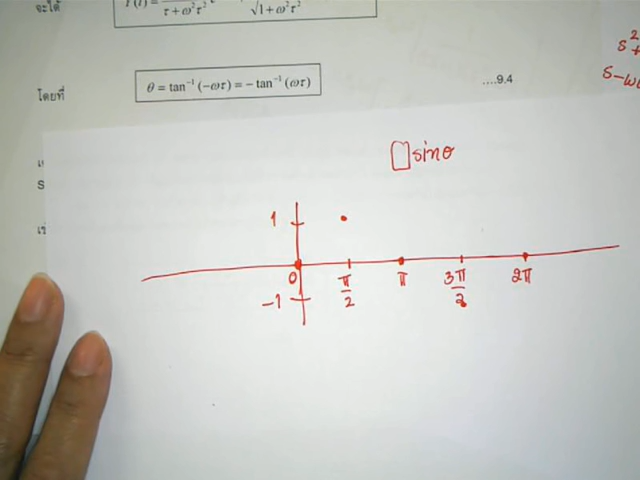 จะได้
τ + ω²τ² √1 + ω²τ²
โดยที่ θ = tan⁻¹(−ωτ) = −tan⁻¹(ωτ) ....9.4
□ sinθ
1
0 π/2 π 3π/2 2π
−1